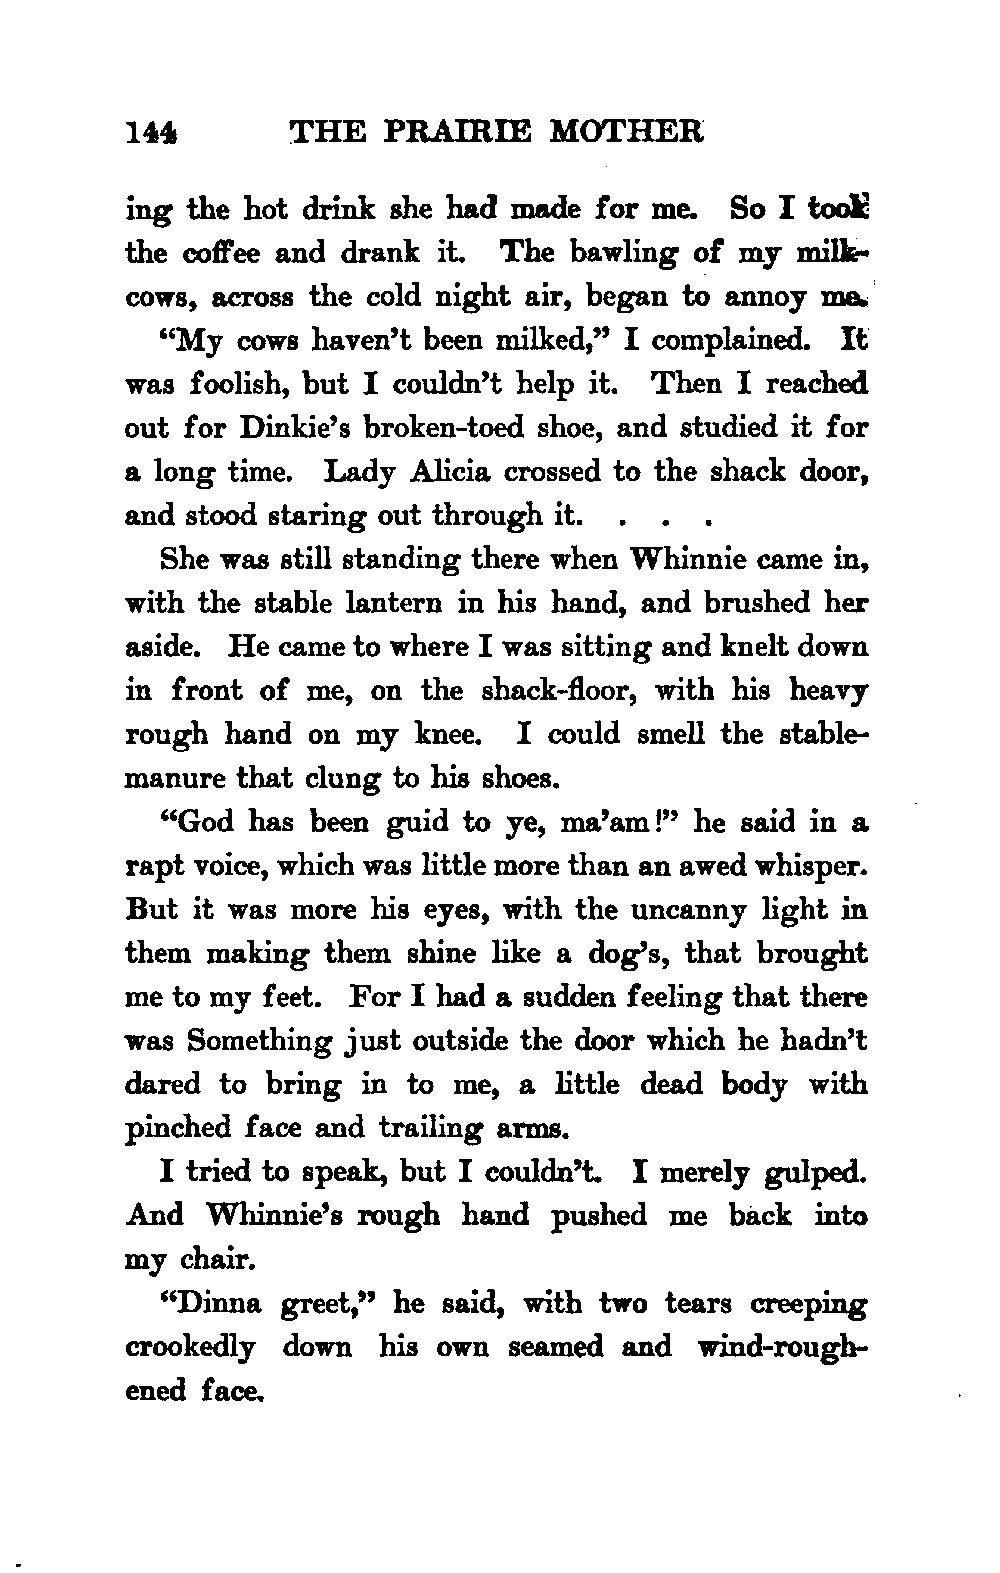 144 THE PRAIRIE MOTHER
ing the hot drink she had made for me. So I took
the coffee and drank it. The bawling of my milk-
cows, across the cold night air, began to annoy me.
“My cows haven’t been milked,” I complained. It
was foolish, but I couldn’t help it. Then I reached
out for Dinkie’s broken-toed shoe, and studied it for
a long time. Lady Alicia crossed to the shack door,
and stood staring out through it. . . .
She was still standing there when Whinnie came in,
with the stable lantern in his hand, and brushed her
aside. He came to where I was sitting and knelt down
in front of me, on the shack-floor, with his heavy
rough hand on my knee. I could smell the stable-
manure that clung to his shoes.
“God has been guid to ye, ma’am!” he said in a
rapt voice, which was little more than an awed whisper.
But it was more his eyes, with the uncanny light in
them making them shine like a dog’s, that brought
me to my feet. For I had a sudden feeling that there
was Something just outside the door which he hadn’t
dared to bring in to me, a little dead body with
pinched face and trailing arms.
I tried to speak, but I couldn’t. I merely gulped.
And Whinnie’s rough hand pushed me back into
my chair.
“Dinna greet,” he said, with two tears creeping
crookedly down his own seamed and wind-rough-
ened face.